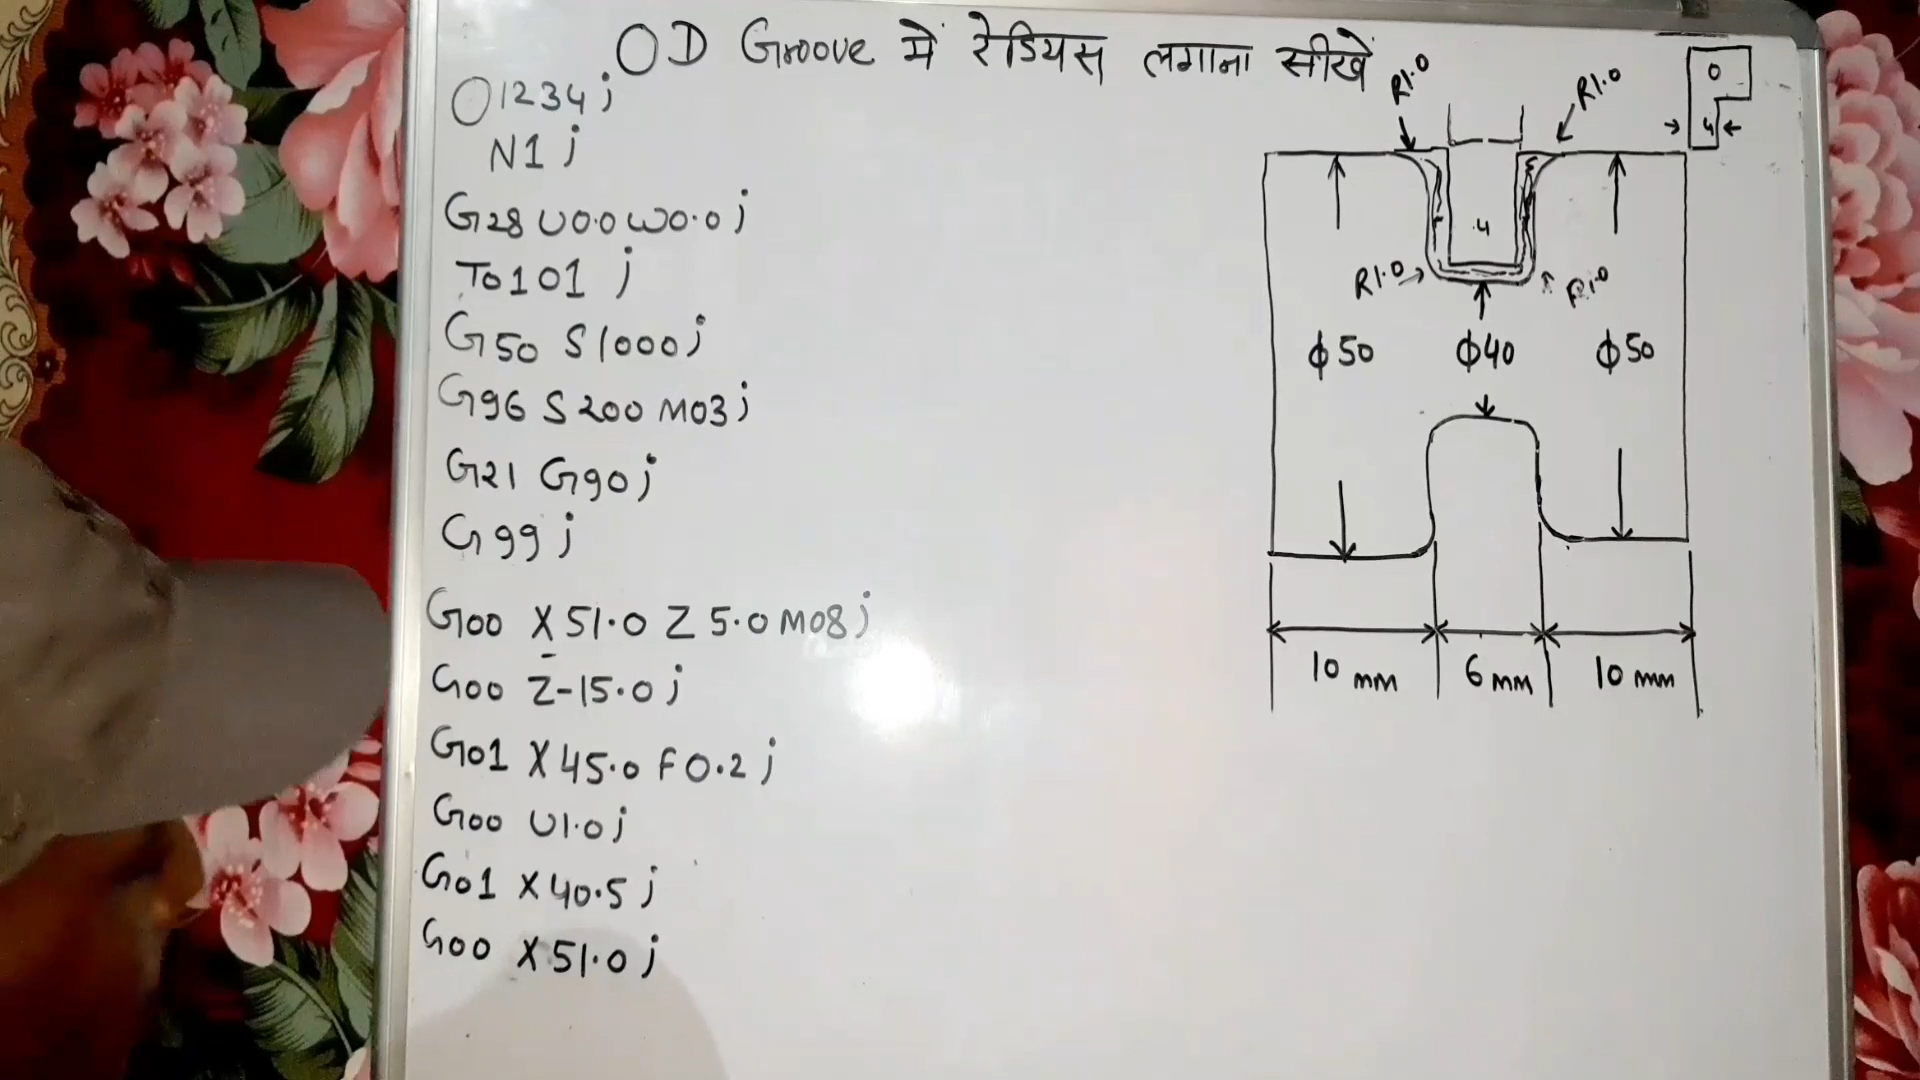 OD Groove में रेडियस लगाना सीखें
O1234;
N1;
G28 U0.0 W0.0;
T0101;
G50 S1000;
G96 S200 M03;
G21 G90;
G99;
G00 X51.0 Z5.0 M08;
G00 Z-15.0;
G01 X45.0 F0.2;
G00 U1.0;
G01 X40.5;
G00 X51.0;
R1.0
R1.0
0
4
4
R1.0
R1.0
ϕ50
ϕ40
ϕ50
10 mm
6 mm
10 mm